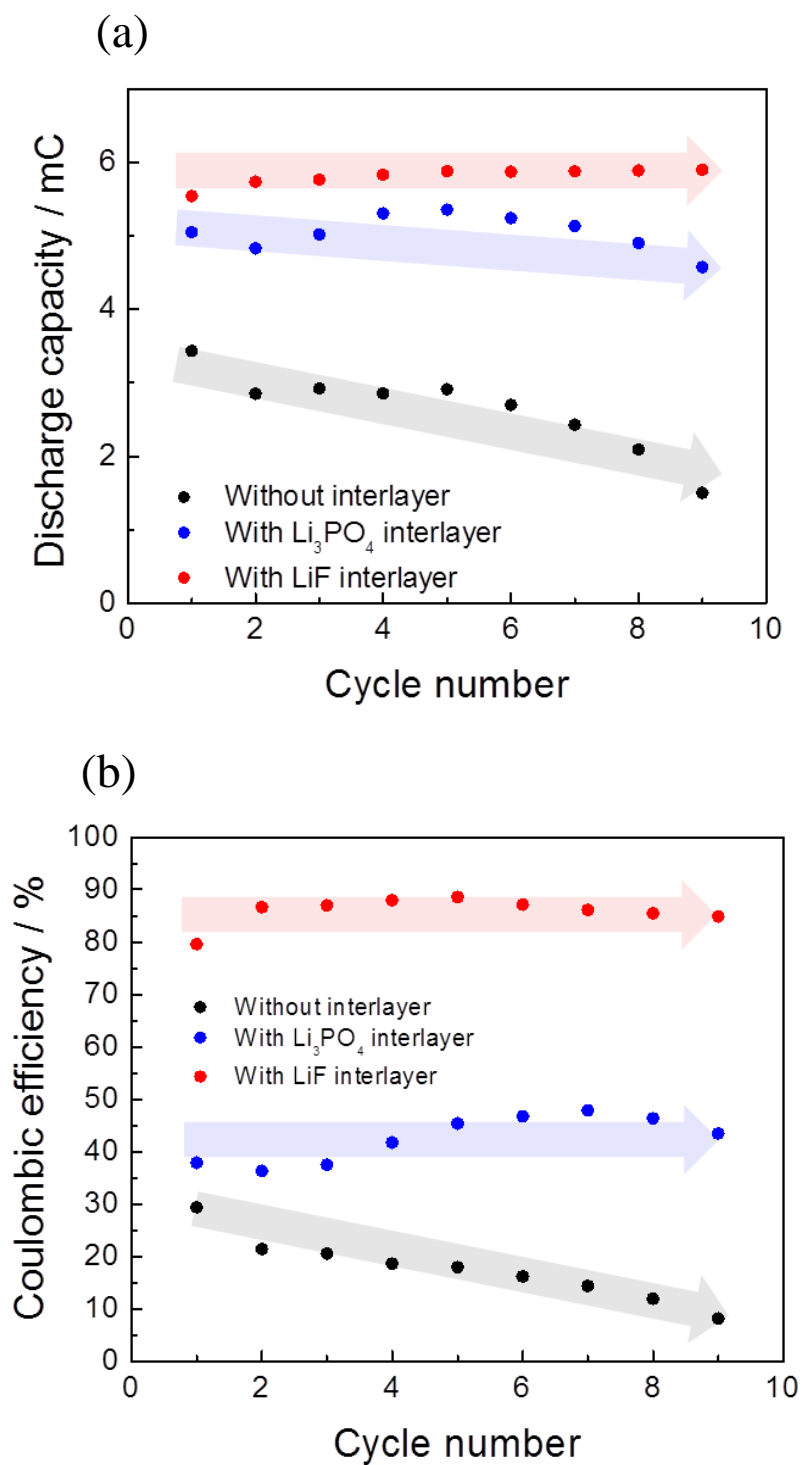 (a)
Discharge capacity / mC
6
4
2
0
Without interlayer
With Li₃PO₄ interlayer
With LiF interlayer
0 2 4 6 8 10
Cycle number
(b)
Coulombic efficiency / %
100
90
80
70
60
50
40
30
20
10
0
Without interlayer
With Li₃PO₄ interlayer
With LiF interlayer
0 2 4 6 8 10
Cycle number